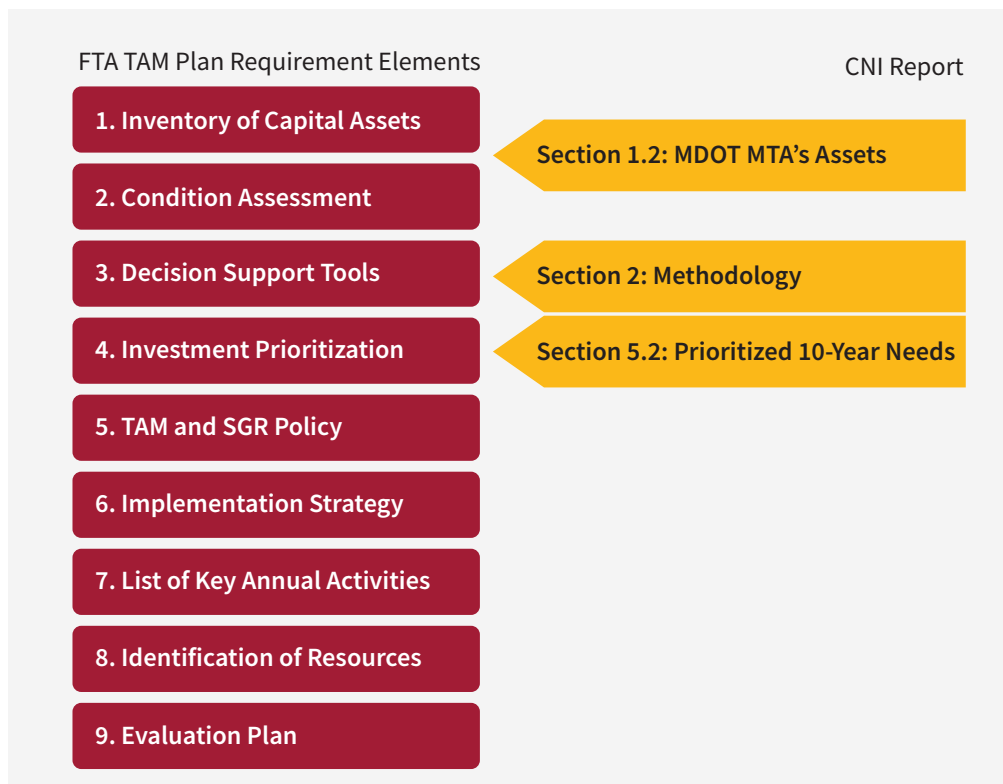 FTA TAM Plan Requirement Elements
CNI Report
1. Inventory of Capital Assets
Section 1.2: MDOT MTA's Assets
2. Condition Assessment
3. Decision Support Tools
Section 2: Methodology
4. Investment Prioritization
Section 5.2: Prioritized 10-Year Needs
5. TAM and SGR Policy
6. Implementation Strategy
7. List of Key Annual Activities
8. Identification of Resources
9. Evaluation Plan